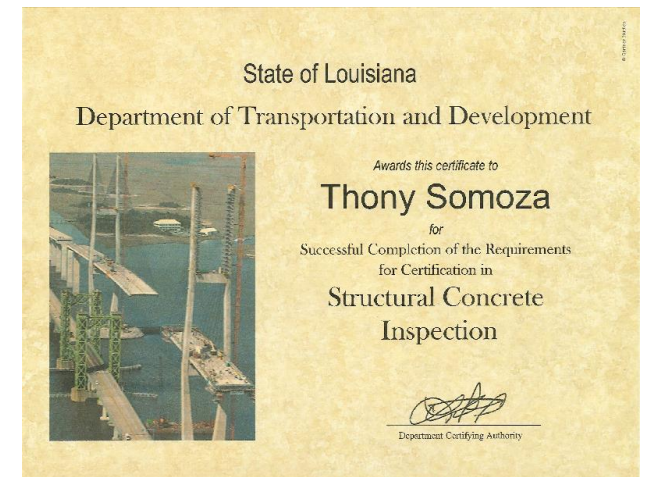 State of Louisiana
Department of Transportation and Development
Awards this certificate to
Thony Somoza
for
Successful Completion of the Requirements
for Certification in
Structural Concrete
Inspection
Department Certifying Authority